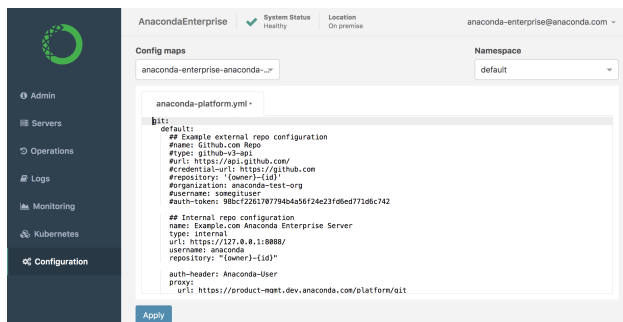 AnacondaEnterprise
System Status
Healthy
Location
On premise
anaconda-enterprise@anaconda.com
Config maps
Namespace
anaconda-enterprise-anaconda-...
default
Admin
Servers
Operations
Logs
Monitoring
Kubernetes
Configuration
anaconda-platform.yml
git:
default:
## Example external repo configuration
#name: Github.com Repo
#type: github-v3-api
#url: https://api.github.com/
#credential-url: https://github.com
#repository: '{owner}-{id}'
#organization: anaconda-test-org
#username: somegituser
#auth-token: 98bcf2261707794b4a56f24e23fd6ed771d6c742
## Internal repo configuration
name: Example.com Anaconda Enterprise Server
type: internal
url: https://127.0.0.1:8088/
username: anaconda
repository: "{owner}-{id}"
auth-header: Anaconda-User
proxy:
url: https://product-mgmt.dev.anaconda.com/platform/git
Apply